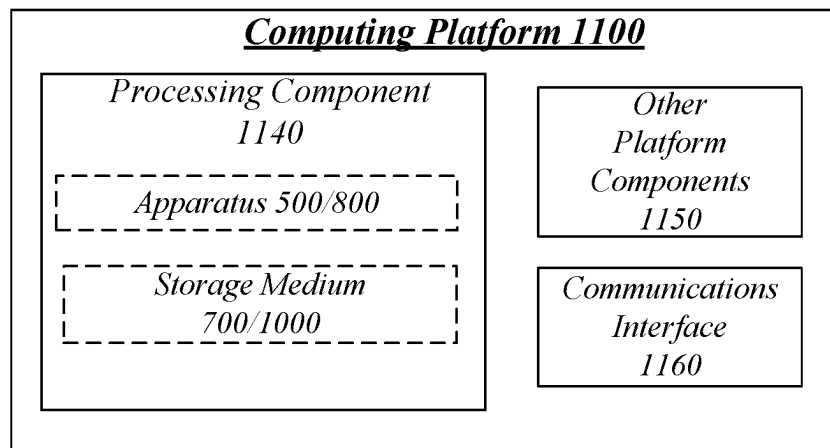 Computing Platform 1100
Processing Component
1140
Apparatus 500/800
Storage Medium
700/1000
Other
Platform
Components
1150
Communications
Interface
1160